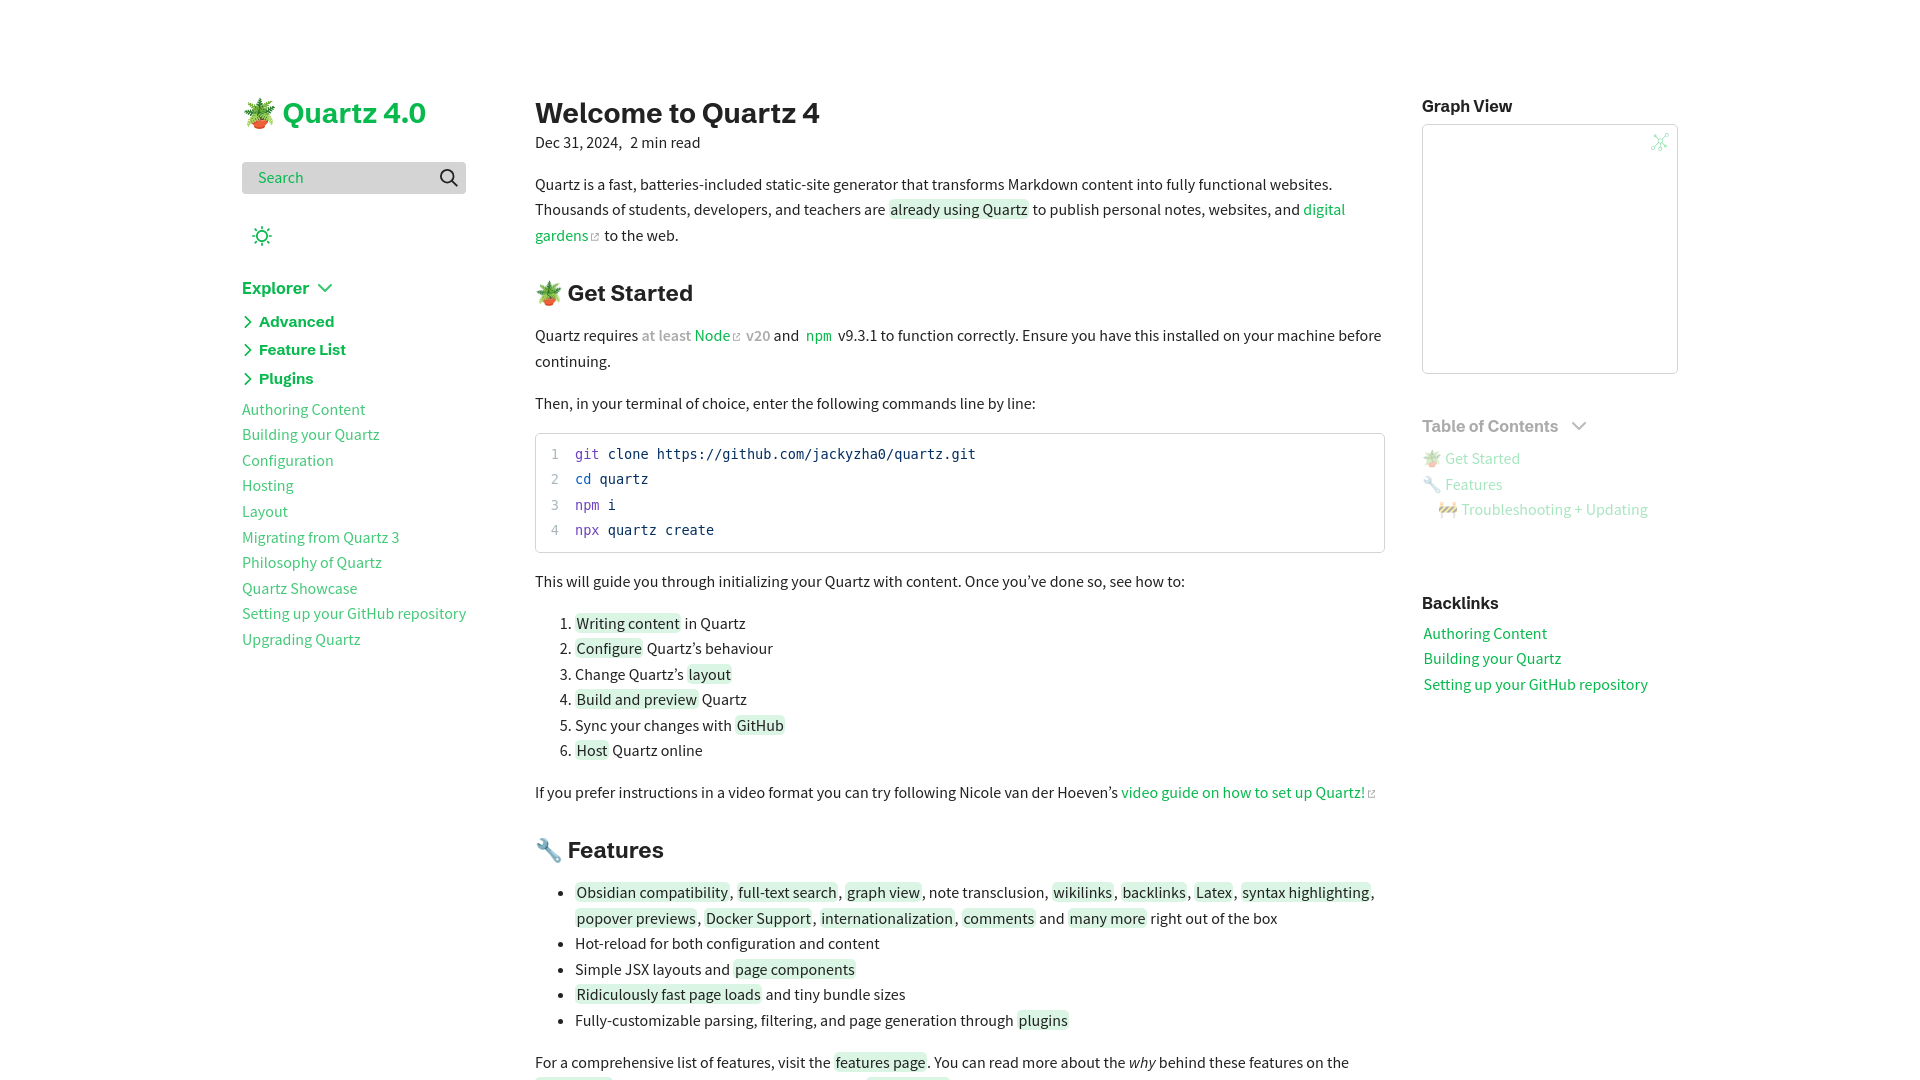 🪴 Quartz 4.0
Search
Explorer
Advanced
Feature List
Plugins
Authoring Content
Building your Quartz
Configuration
Hosting
Layout
Migrating from Quartz 3
Philosophy of Quartz
Quartz Showcase
Setting up your GitHub repository
Upgrading Quartz
Welcome to Quartz 4
Dec 31, 2024, 2 min read
Quartz is a fast, batteries-included static-site generator that transforms Markdown content into fully functional websites.
Thousands of students, developers, and teachers are already using Quartz to publish personal notes, websites, and digital
gardens to the web.
🪴 Get Started
Quartz requires at least Node v20 and npm v9.3.1 to function correctly. Ensure you have this installed on your machine before
continuing.
Then, in your terminal of choice, enter the following commands line by line:
1 git clone https://github.com/jackyzha0/quartz.git
2 cd quartz
3 npm i
4 npx quartz create
This will guide you through initializing your Quartz with content. Once you’ve done so, see how to:
1. Writing content in Quartz
2. Configure Quartz’s behaviour
3. Change Quartz’s layout
4. Build and preview Quartz
5. Sync your changes with GitHub
6. Host Quartz online
If you prefer instructions in a video format you can try following Nicole van der Hoeven’s video guide on how to set up Quartz!
🔧 Features
• Obsidian compatibility, full-text search, graph view, note transclusion, wikilinks, backlinks, Latex, syntax highlighting,
popover previews, Docker Support, internationalization, comments and many more right out of the box
• Hot-reload for both configuration and content
• Simple JSX layouts and page components
• Ridiculously fast page loads and tiny bundle sizes
• Fully-customizable parsing, filtering, and page generation through plugins
For a comprehensive list of features, visit the features page. You can read more about the why behind these features on the
Graph View
Table of Contents
🪴 Get Started
🔧 Features
🚧 Troubleshooting + Updating
Backlinks
Authoring Content
Building your Quartz
Setting up your GitHub repository